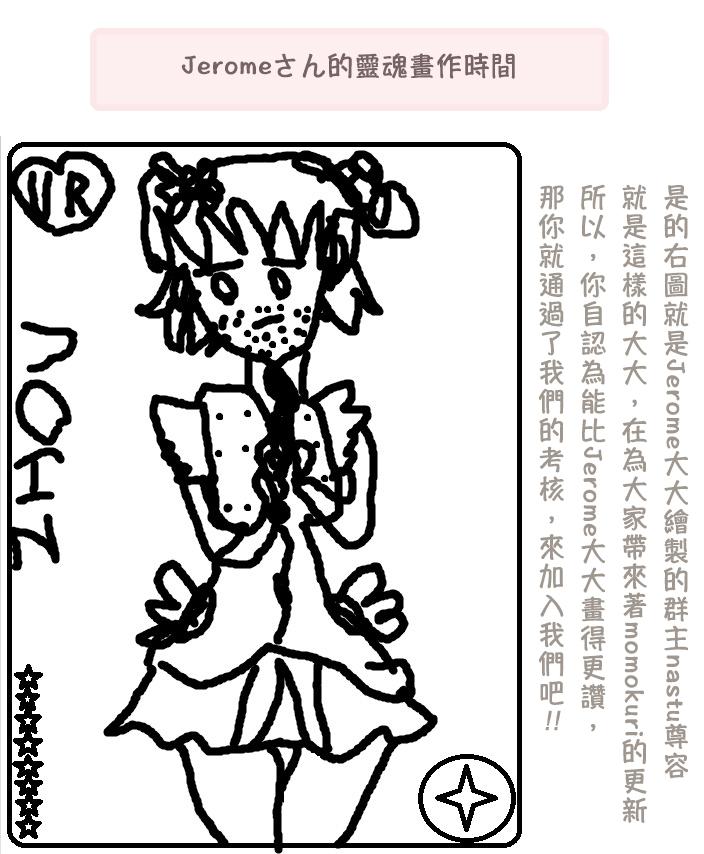 Jeromeさん的靈魂畫作時間
是的右圖就是Jerome大大繪製的群主nastu尊容
就是這樣的大大，在為大家帶來著momokuri的更新
所以，你自認為能比Jerome大大畫得更讚，
那你就通過了我們的考核，來加入我們吧!!
UR
ZHOU